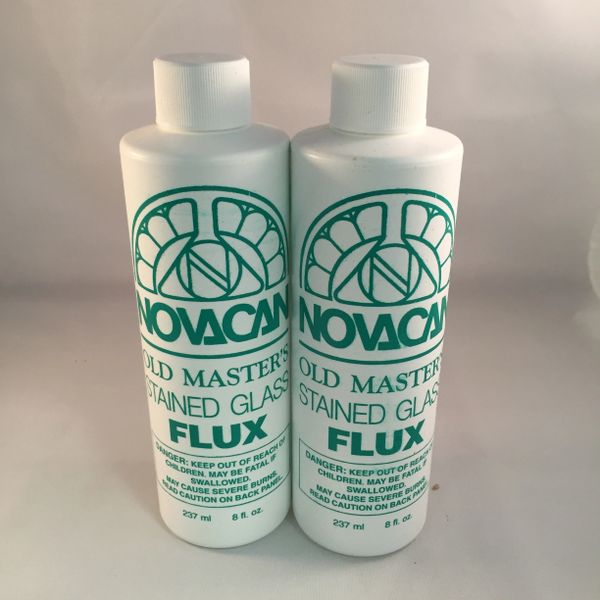 N
NOVACAN
OLD MASTER'S
STAINED GLASS
FLUX
DANGER: KEEP OUT OF REACH OF
CHILDREN. MAY BE FATAL IF
SWALLOWED.
MAY CAUSE SEVERE BURNS.
READ CAUTION ON BACK PANEL
237 ml 8 fl. oz.
N
NOVACAN
OLD MASTER'S
STAINED GLASS
FLUX
DANGER: KEEP OUT OF REACH OF
CHILDREN. MAY BE FATAL IF
SWALLOWED.
MAY CAUSE SEVERE BURNS.
READ CAUTION ON BACK PANEL
237 ml 8 fl. oz.